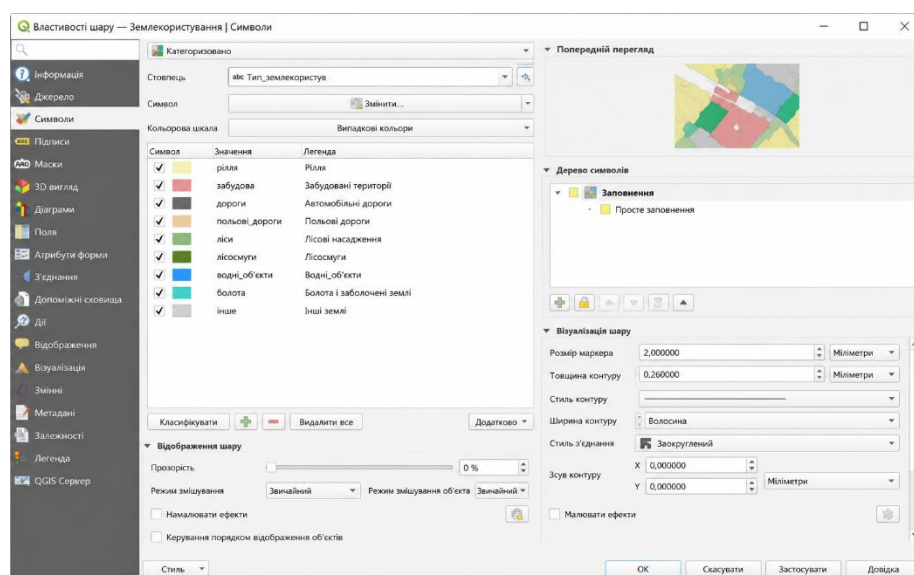 Властивості шару — Землекористування | Символи
Інформація
Джерело
Символи
Підписи
Маски
3D вигляд
Діаграми
Поля
Атрибути форми
З'єднання
Допоміжні сховища
Дії
Відображення
Візуалізація
Змінні
Метадані
Залежності
Легенда
QGIS Сервер
Категоризовано
Стовпець
abc Тип_землекористув
Символ
Змінити...
Кольорова шкала
Випадкові кольори
Символ Значення Легенда
рілля Рілля
забудова Забудовані території
дороги Автомобільні дороги
польові_дороги Польові дороги
ліси Лісові насадження
лісосмуги Лісосмуги
водні_об'єкти Водні_об'єкти
болота Болота і заболочені землі
інше Інші землі
Класифікувати Видалити все Додатково
Відображення шару
Прозорість 0 %
Режим змішування Звичайний Режим змішування об'єкта Звичайний
Намалювати ефекти
Керування порядком відображення об'єктів
Стиль
Попередній перегляд
Дерево символів
Заповнення
Просте заповнення
Візуалізація шару
Розмір маркера 2,000000 Міліметри
Товщина контуру 0,260000 Міліметри
Стиль контуру
Ширина контуру Волосина
Стиль з'єднання Заокруглений
Зсув контуру
X 0,000000
Y 0,000000
Міліметри
Малювати ефекти
OK Скасувати Застосувати Довідка